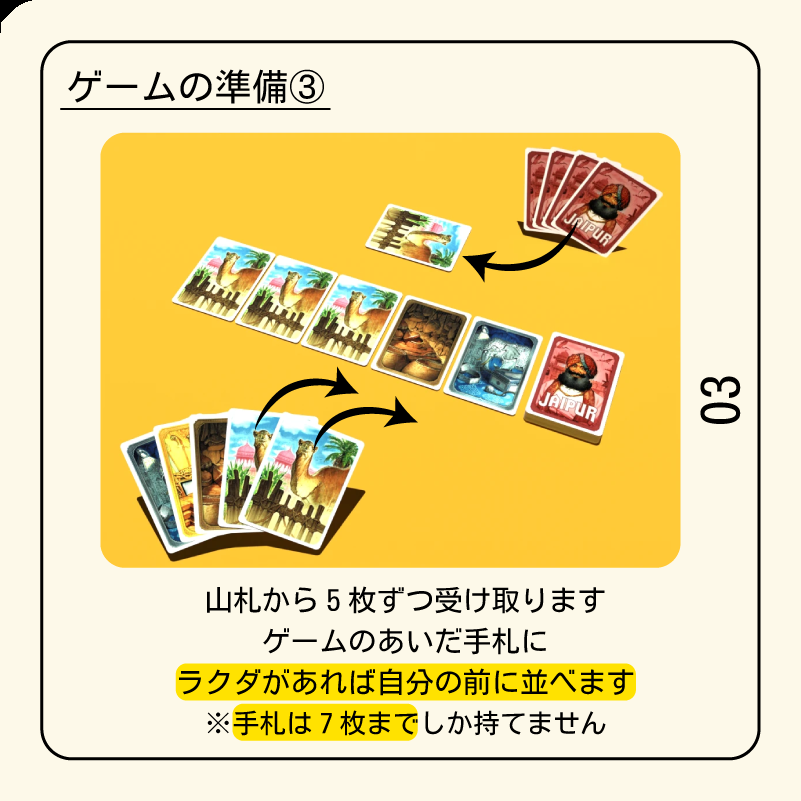 ゲームの準備③
JAIPUR
JAIPUR
03
山札から5枚ずつ受け取ります
ゲームのあいだ手札に
ラクダがあれば自分の前に並べます
※手札は7枚までしか持てません